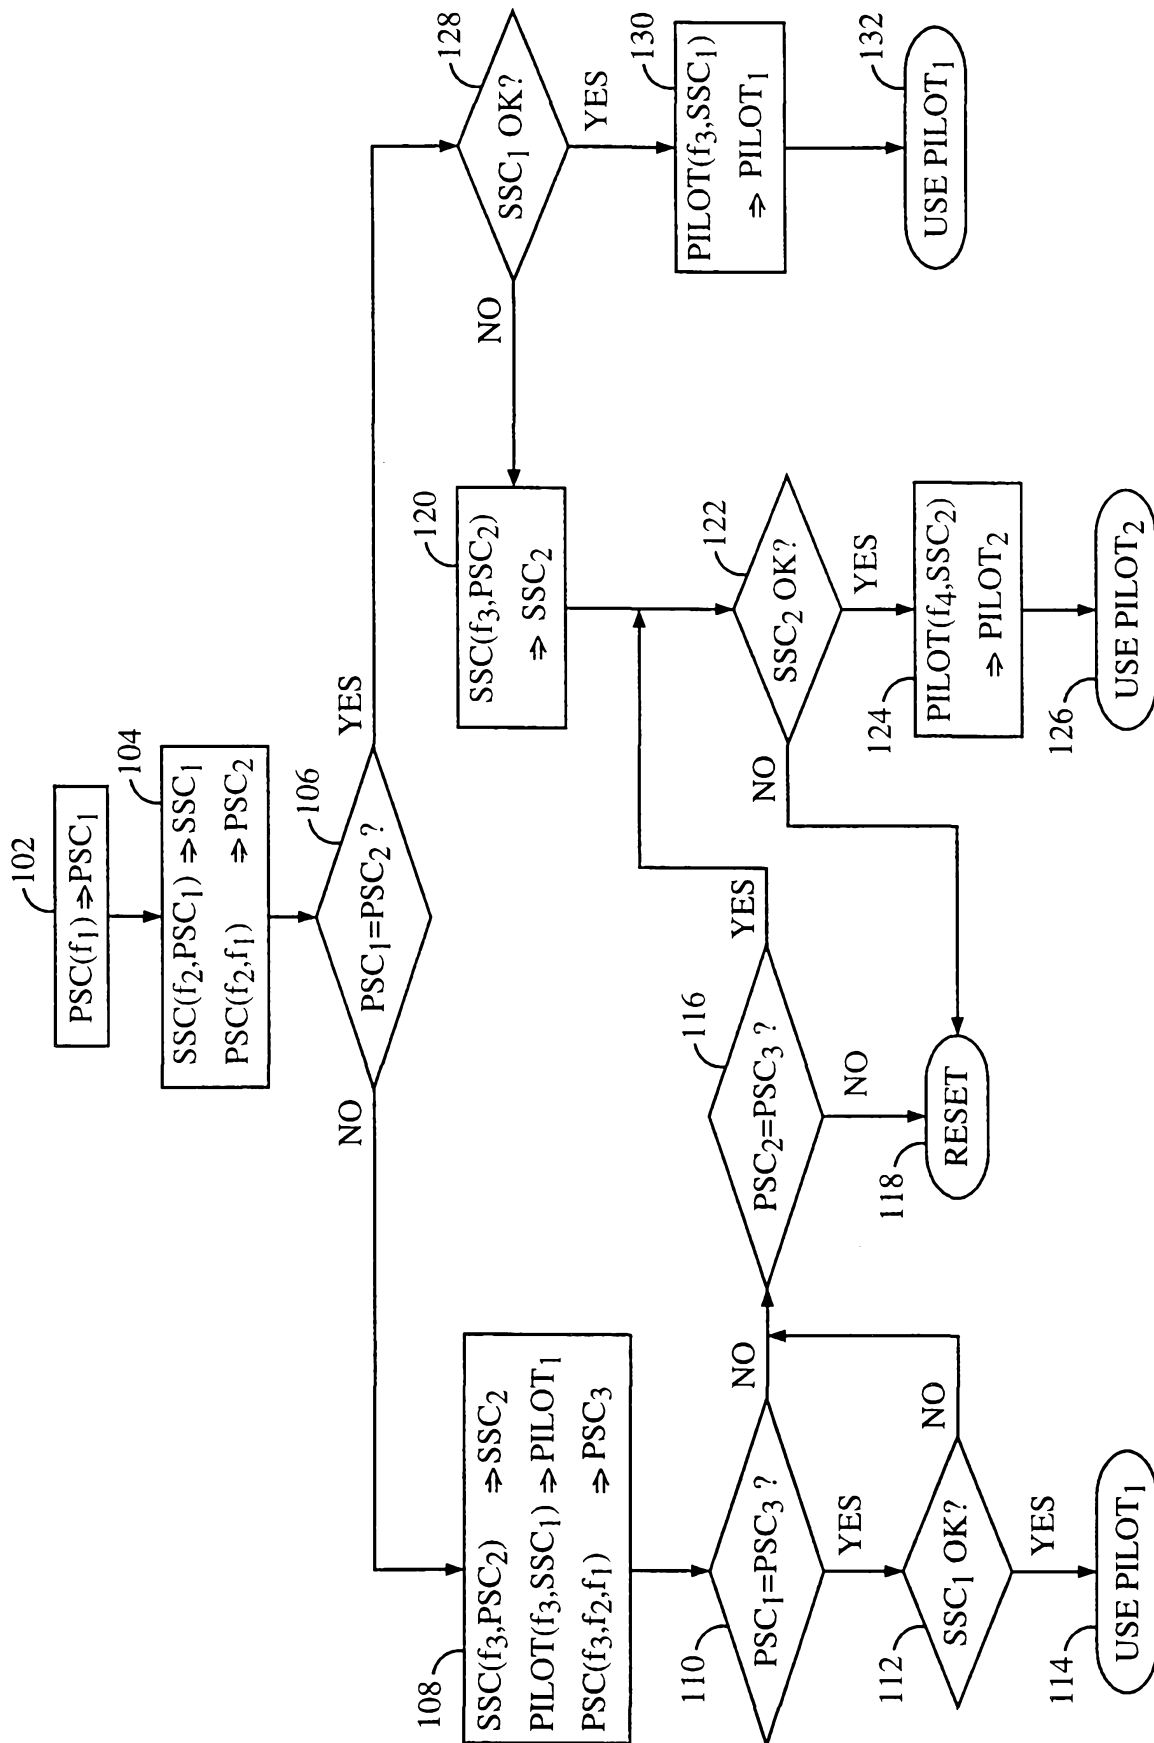 102
PSC(f1)⇒PSC1
104
SSC(f2,PSC1)⇒SSC1
PSC(f2,f1) ⇒PSC2
106
PSC1=PSC2 ?
NO
YES
108
SSC(f3,PSC2) ⇒SSC2
PILOT(f3,SSC1)⇒PILOT1
PSC(f3,f2,f1) ⇒PSC3
110
PSC1=PSC3 ?
NO
YES
112
SSC1 OK?
NO
YES
114
USE PILOT1
116
PSC2=PSC3 ?
YES
NO
118
RESET
120
SSC(f3,PSC2)
⇒ SSC2
122
SSC2 OK?
NO
YES
124
PILOT(f4,SSC2)
⇒ PILOT2
126
USE PILOT2
128
SSC1 OK?
NO
YES
130
PILOT(f3,SSC1)
⇒ PILOT1
132
USE PILOT1